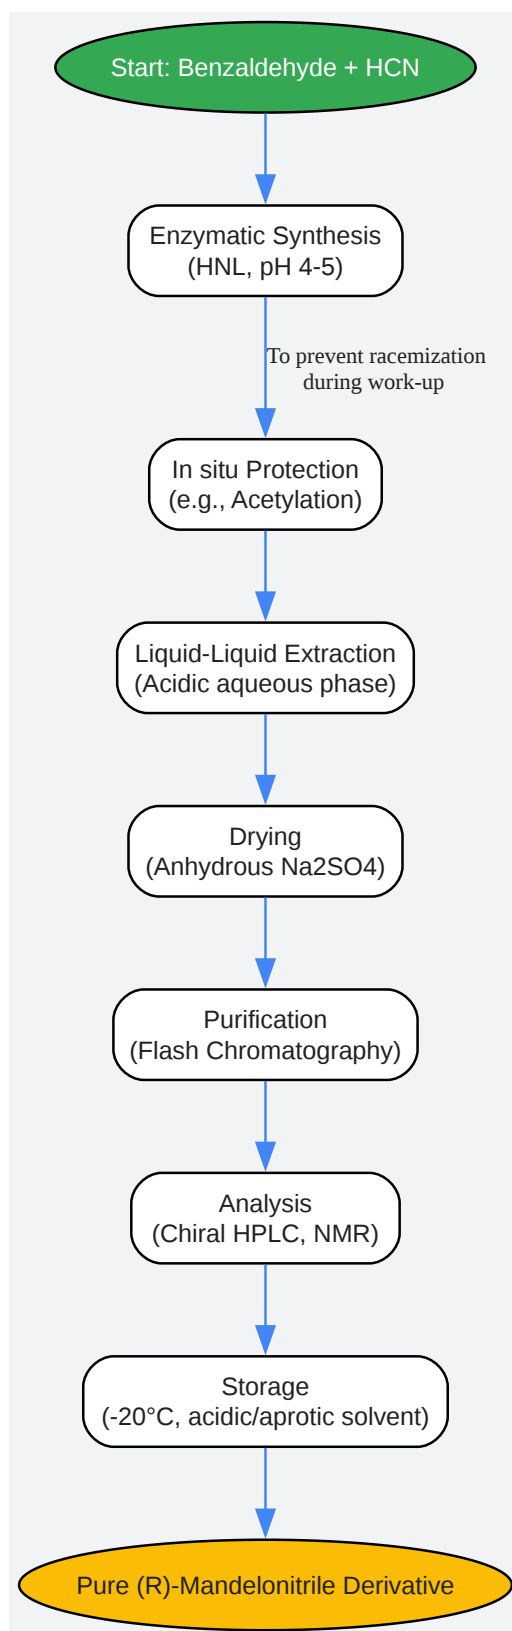 Start: Benzaldehyde + HCN
Enzymatic Synthesis
(HNL, pH 4-5)
To prevent racemization
during work-up
In situ Protection
(e.g., Acetylation)
Liquid-Liquid Extraction
(Acidic aqueous phase)
Drying
(Anhydrous Na2SO4)
Purification
(Flash Chromatography)
Analysis
(Chiral HPLC, NMR)
Storage
(-20°C, acidic/aprotic solvent)
Pure (R)-Mandelonitrile Derivative